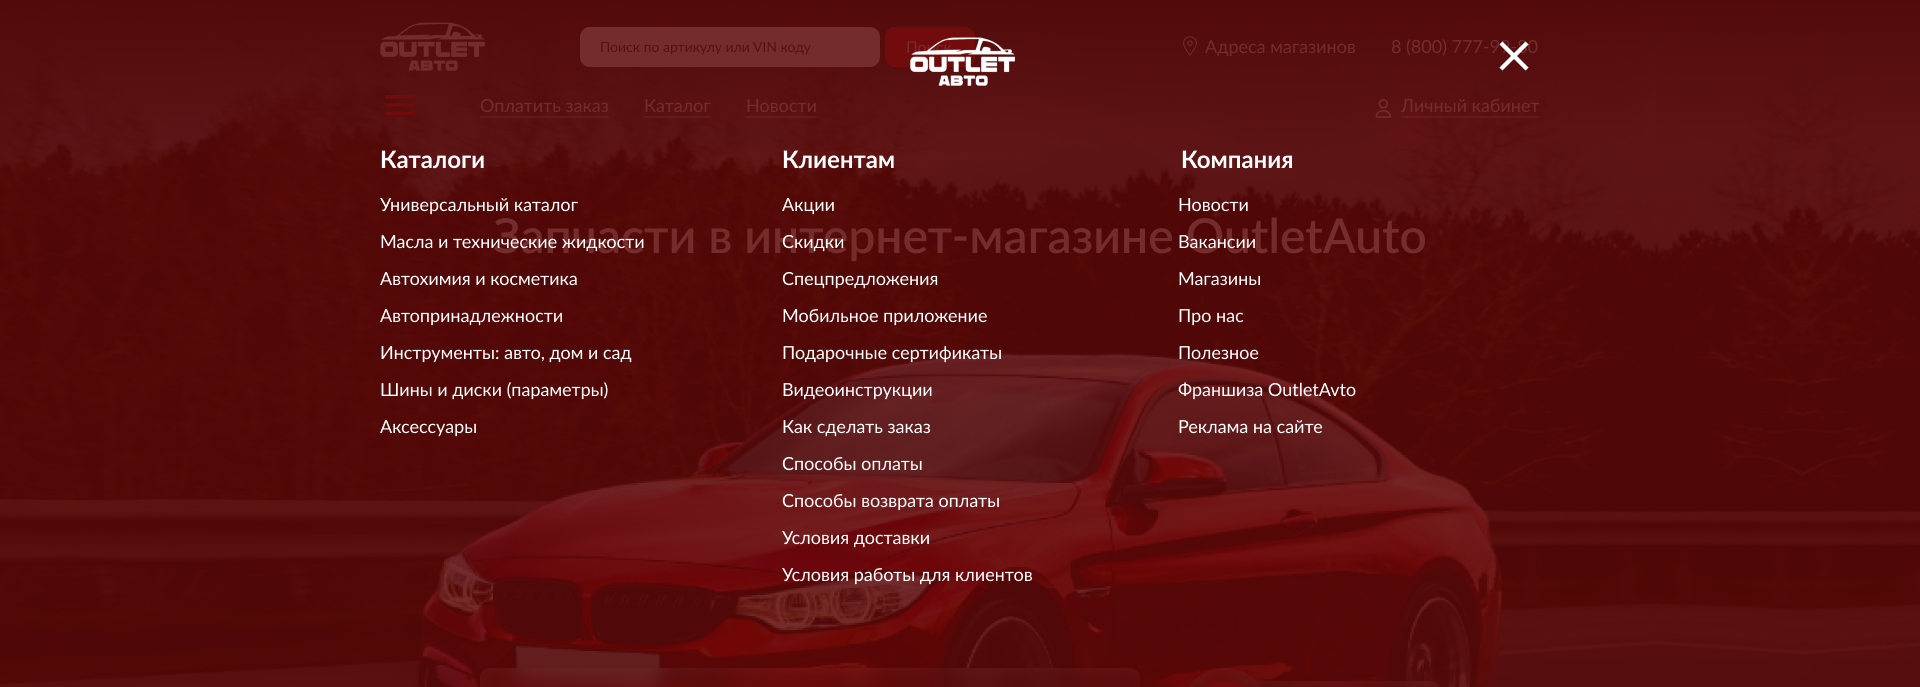 OUTLET
АВТО
Поиск по артикулу или VIN коду
OUTLET
АВТО
Адреса магазинов
8 (800) 777-
Оплатить заказ
Каталог
Новости
Личный кабинет
Запчасти в интернет-магазине OutletAuto
Каталоги
Универсальный каталог
Масла и технические жидкости
Автохимия и косметика
Автопринадлежности
Инструменты: авто, дом и сад
Шины и диски (параметры)
Аксессуары
Клиентам
Акции
Скидки
Спецпредложения
Мобильное приложение
Подарочные сертификаты
Видеоинструкции
Как сделать заказ
Способы оплаты
Способы возврата оплаты
Условия доставки
Условия работы для клиентов
Компания
Новости
Вакансии
Магазины
Про нас
Полезное
Франшиза OutletAvto
Реклама на сайте